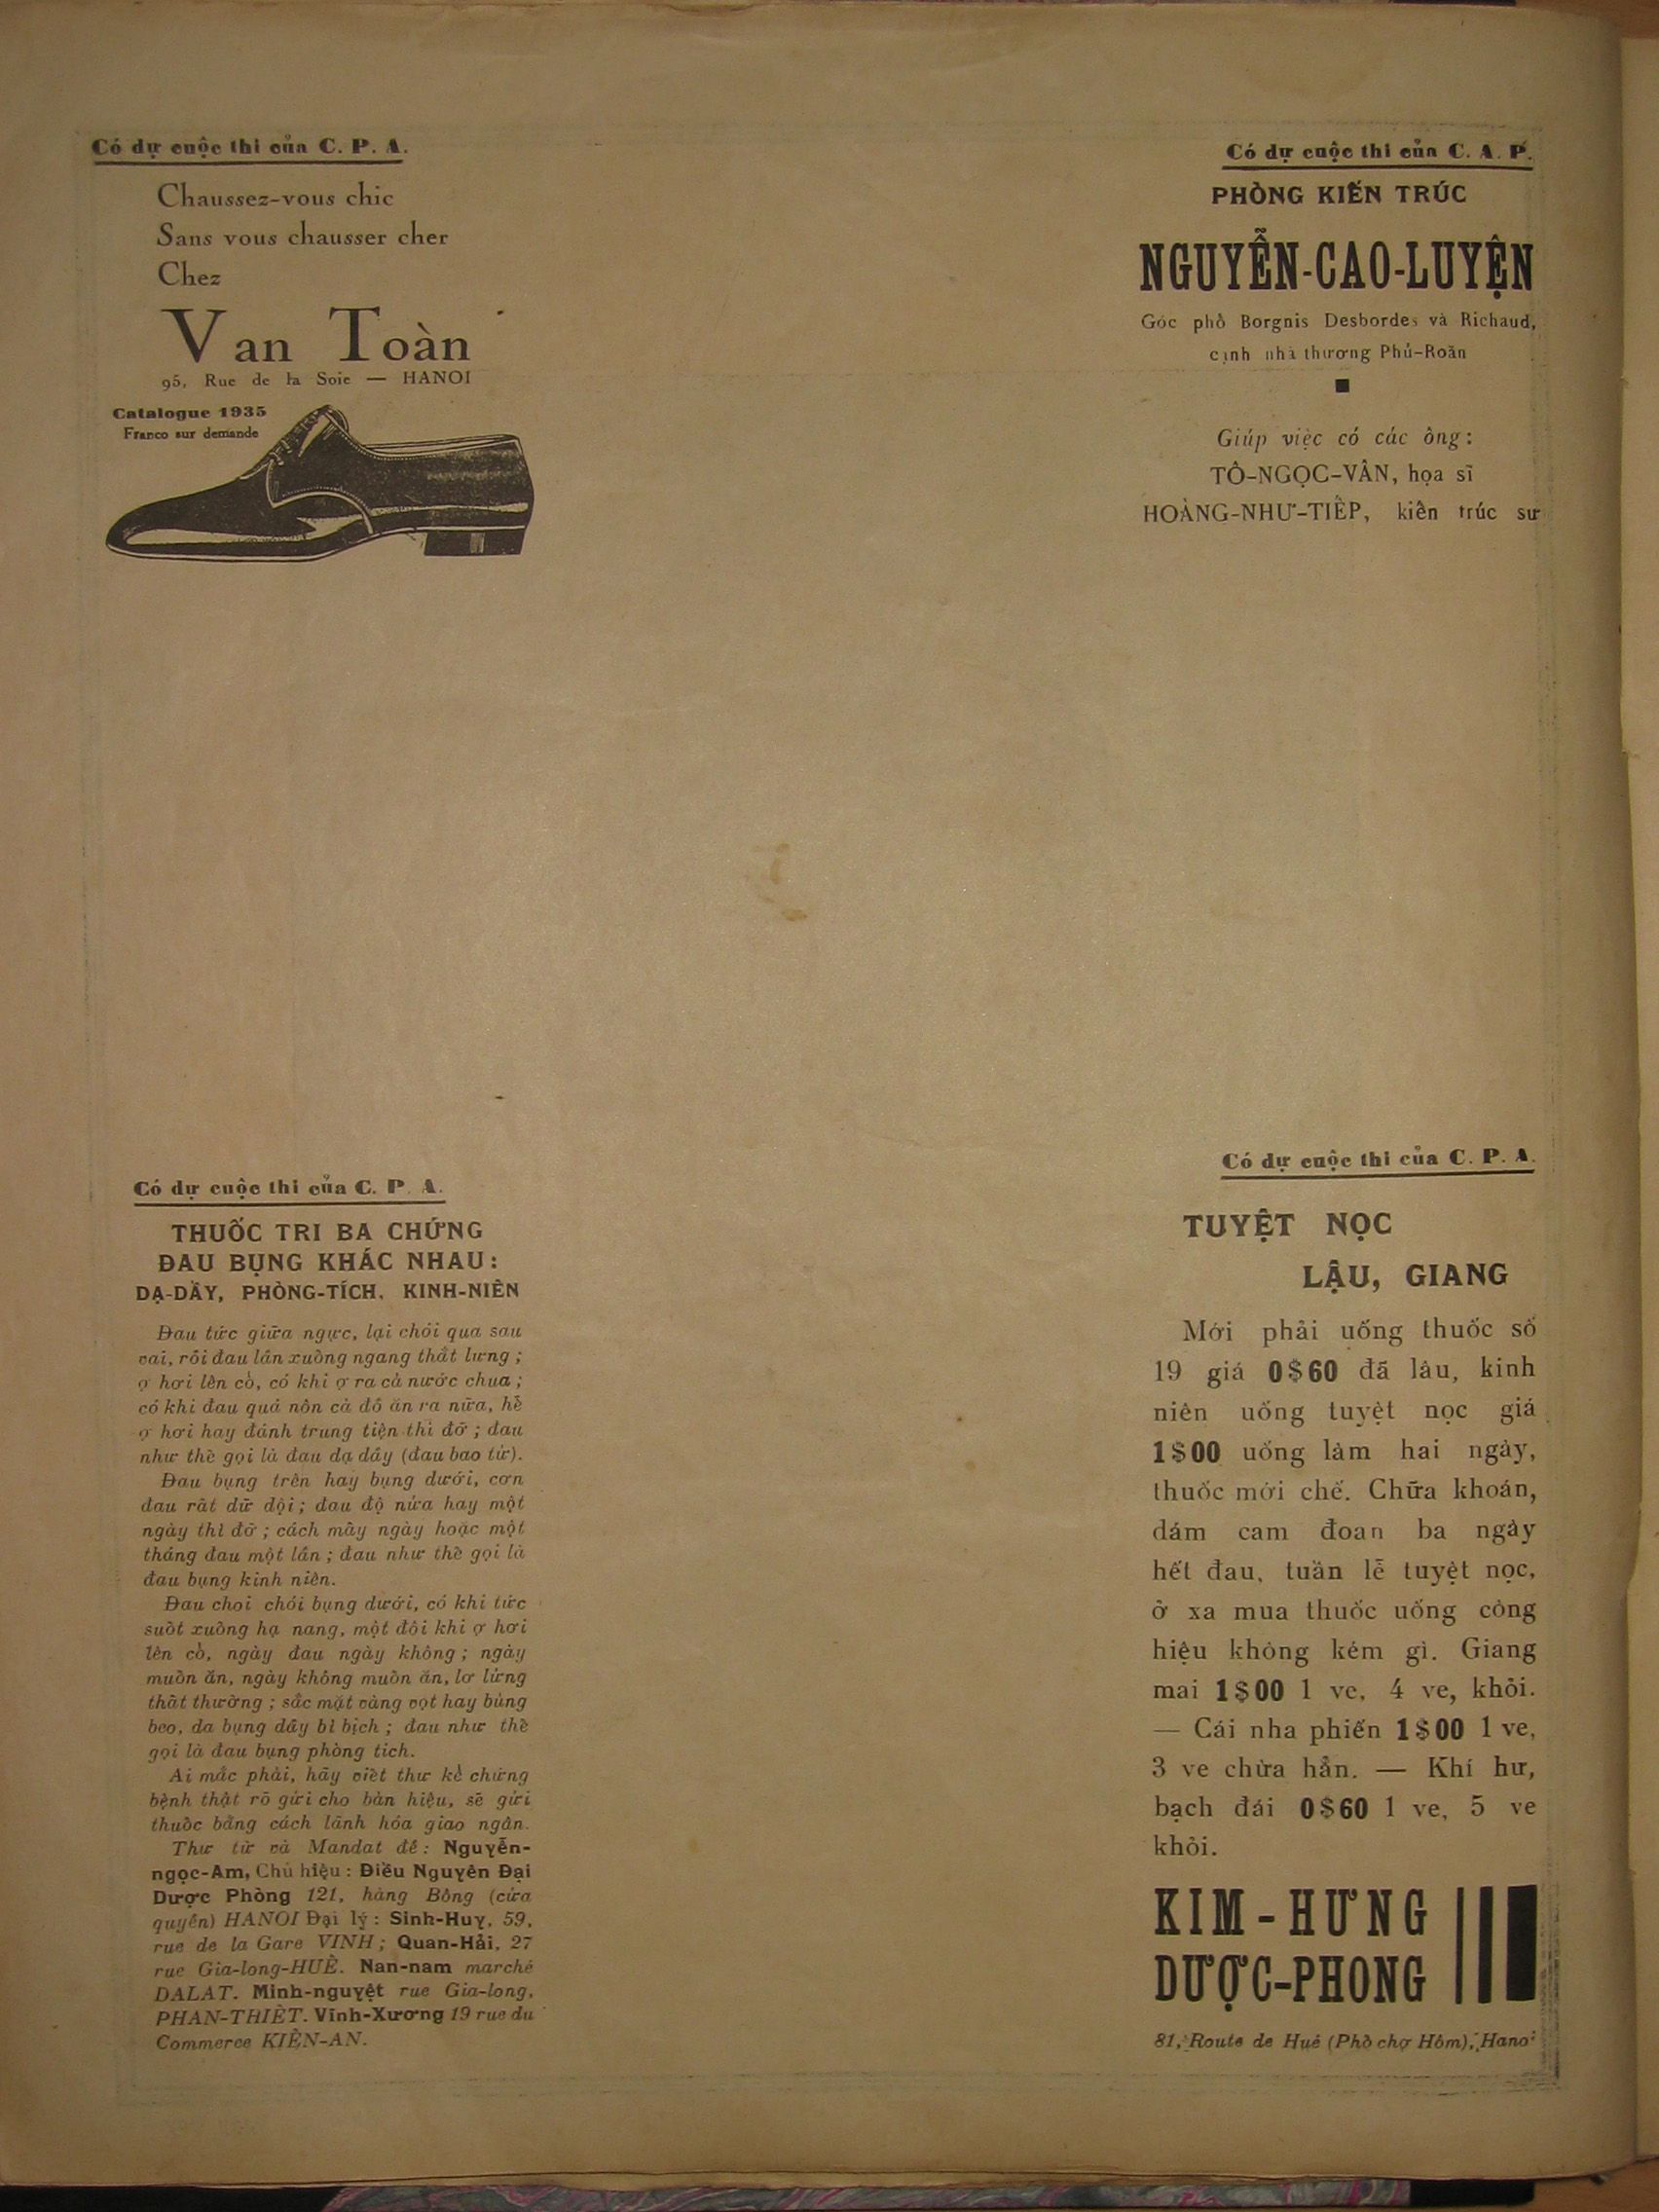 Có dự cuộc thi của C. P. A.
Chaussez-vous chic
Sans vous chausser cher
Chez
Van Toàn
95, Rue de la Soie — HANOI
Catalogue 1935
Franco sur demande
Có dự cuộc thi của C. A. P.
PHÒNG KIẾN TRÚC
NGUYỄN-CAO-LUYỆN
Góc phố Borgnis Desbordes và Richaud,
cạnh nhà thương Phủ-Roãn
Giúp việc có các ông:
TÔ-NGỌC-VÂN, họa sĩ
HOÀNG-NHƯ-TIẾP, kiến trúc sư
Có dự cuộc thi của C. P. A.
THUỐC TRI BA CHỨNG
ĐAU BỤNG KHÁC NHAU:
DẠ-DẦY, PHÒNG-TÍCH, KINH-NIÊN
Đau tức giữa ngực, lại chói qua sau
vai, rồi đau lần xuống ngang thắt lưng;
ợ hơi lên cổ, có khi ợ ra cả nước chua;
có khi đau quá nôn cả đồ ăn ra nữa, hễ
ợ hơi hay đánh trung tiện thì đỡ; đau
như thế gọi là đau dạ dầy (đau bao tử).
Đau bụng trên hay bụng dưới, cơn
đau rất dữ dội; đau độ nửa hay một
ngày thì đỡ; cách mấy ngày hoặc một
tháng đau một lần; đau như thế gọi là
đau bụng kinh niên.
Đau choi chói bụng dưới, có khi tức
suốt xuống hạ nang, một đôi khi ợ hơi
lên cổ, ngày đau ngày không; ngày
muốn ăn, ngày không muốn ăn, lơ lửng
thất thường; sắc mặt vàng vọt hay bủng
beo, da bụng dầy bì bịch; đau như thế
gọi là đau bụng phòng tích.
Ai mắc phải, hãy viết thư kể chứng
bệnh thật rõ gửi cho bản hiệu, sẽ gửi
thuốc bằng cách lãnh hóa giao ngân.
Thư từ và Mandat đề: Nguyễn-
ngọc-Am, Chủ hiệu: Điều Nguyên Đại
Dược Phòng 121, hàng Bông (cửa
quyền) HANOI Đại lý: Sinh-Huy, 59,
rue de la Gare VINH; Quan-Hải, 27
rue Gia-long-HUẾ. Nan-nam marché
DALAT. Minh-nguyệt rue Gia-long,
PHAN-THIẾT. Vĩnh-Xương 19 rue du
Commerce KIẾN-AN.
Có dự cuộc thi của C. P. A.
TUYỆT NỌC
LẬU, GIANG
Mới phải uống thuốc số
19 giá 0$60 đã lâu, kinh
niên uống tuyệt nọc giá
1$00 uống làm hai ngày,
thuốc mới chế. Chữa khoán,
dám cam đoan ba ngày
hết đau, tuần lễ tuyệt nọc,
ở xa mua thuốc uống công
hiệu không kém gì. Giang
mai 1$00 1 ve, 4 ve, khỏi.
— Cái nha phiến 1$00 1 ve,
3 ve chừa hẳn. — Khí hư,
bạch đái 0$60 1 ve, 5 ve
khỏi.
KIM-HƯNG
DƯỢC-PHONG
81, Route de Hué (Phố chợ Hôm), Hanoi